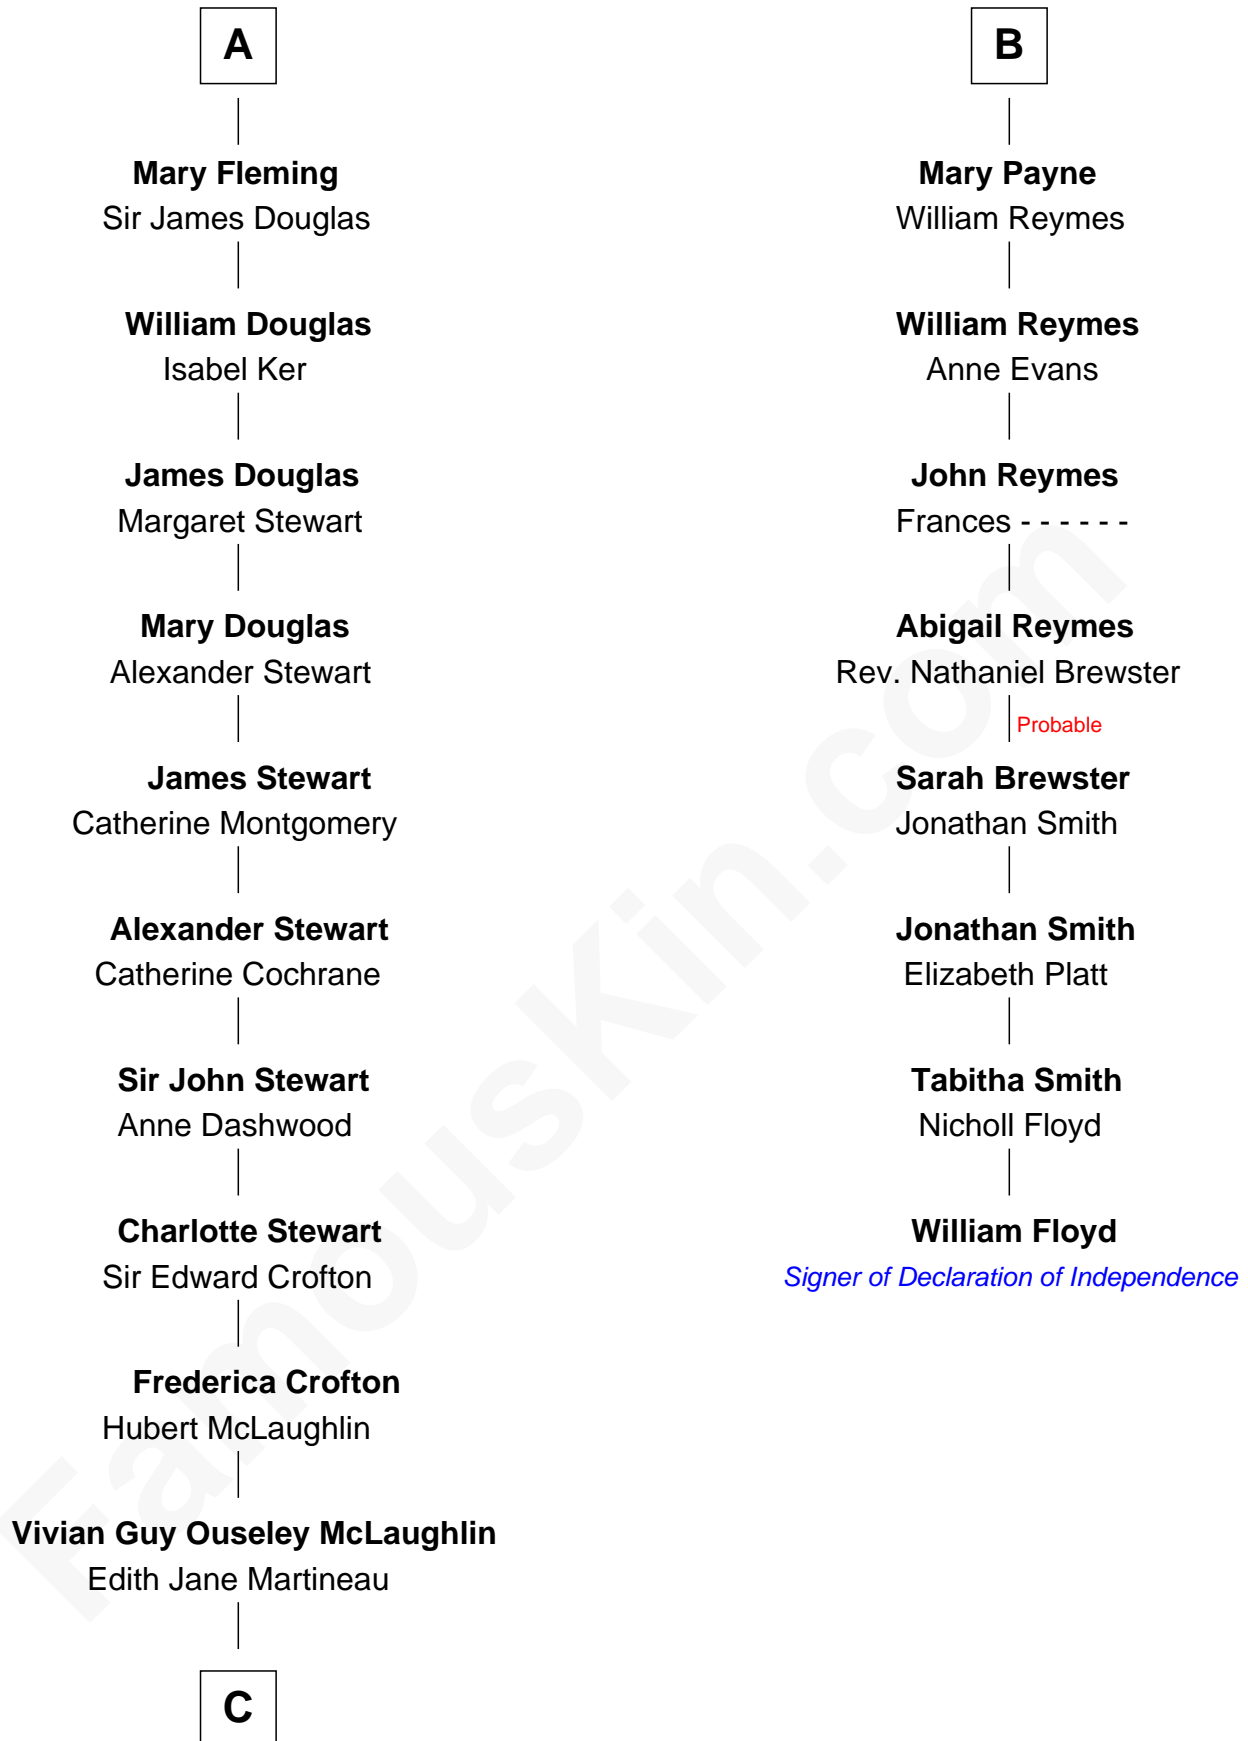 A
Mary Fleming
Sir James Douglas
William Douglas
Isabel Ker
James Douglas
Margaret Stewart
Mary Douglas
Alexander Stewart
James Stewart
Catherine Montgomery
Alexander Stewart
Catherine Cochrane
Sir John Stewart
Anne Dashwood
Charlotte Stewart
Sir Edward Crofton
Frederica Crofton
Hubert McLaughlin
Vivian Guy Ouseley McLaughlin
Edith Jane Martineau
C
B
Mary Payne
William Reymes
William Reymes
Anne Evans
John Reymes
Frances - - - - - -
Abigail Reymes
Rev. Nathaniel Brewster
Probable
Sarah Brewster
Jonathan Smith
Jonathan Smith
Elizabeth Platt
Tabitha Smith
Nicholl Floyd
William Floyd
Signer of Declaration of Independence
FamousKin.com